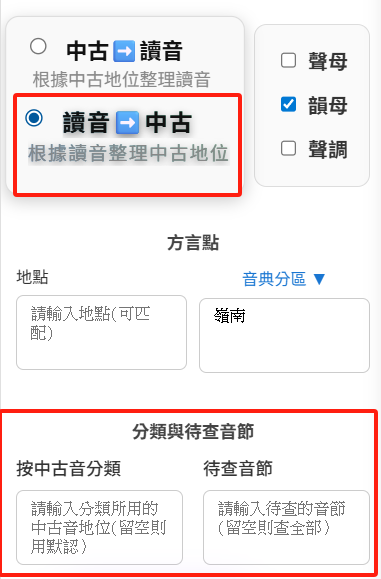 中古➡️讀音
根據中古地位整理讀音
讀音➡️中古
根據讀音整理中古地位
聲母
韻母
聲調
方言點
地點
音典分區 ▼
請輸入地點(可匹
配)
嶺南
分類與待查音節
按中古音分類
待查音節
請輸入分類所用的
中古音地位(留空則
用默認)
請輸入待查的音節
(留空則查全部)